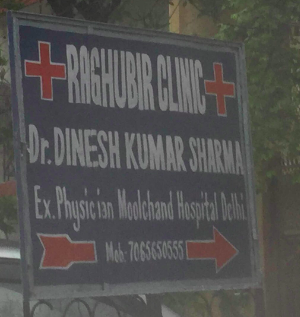 RAGHUBIR CLINIC
Dr. DINESH KUMAR SHARMA
Ex. Physician Moolchand Hospital Delhi
Mob: 7065650555